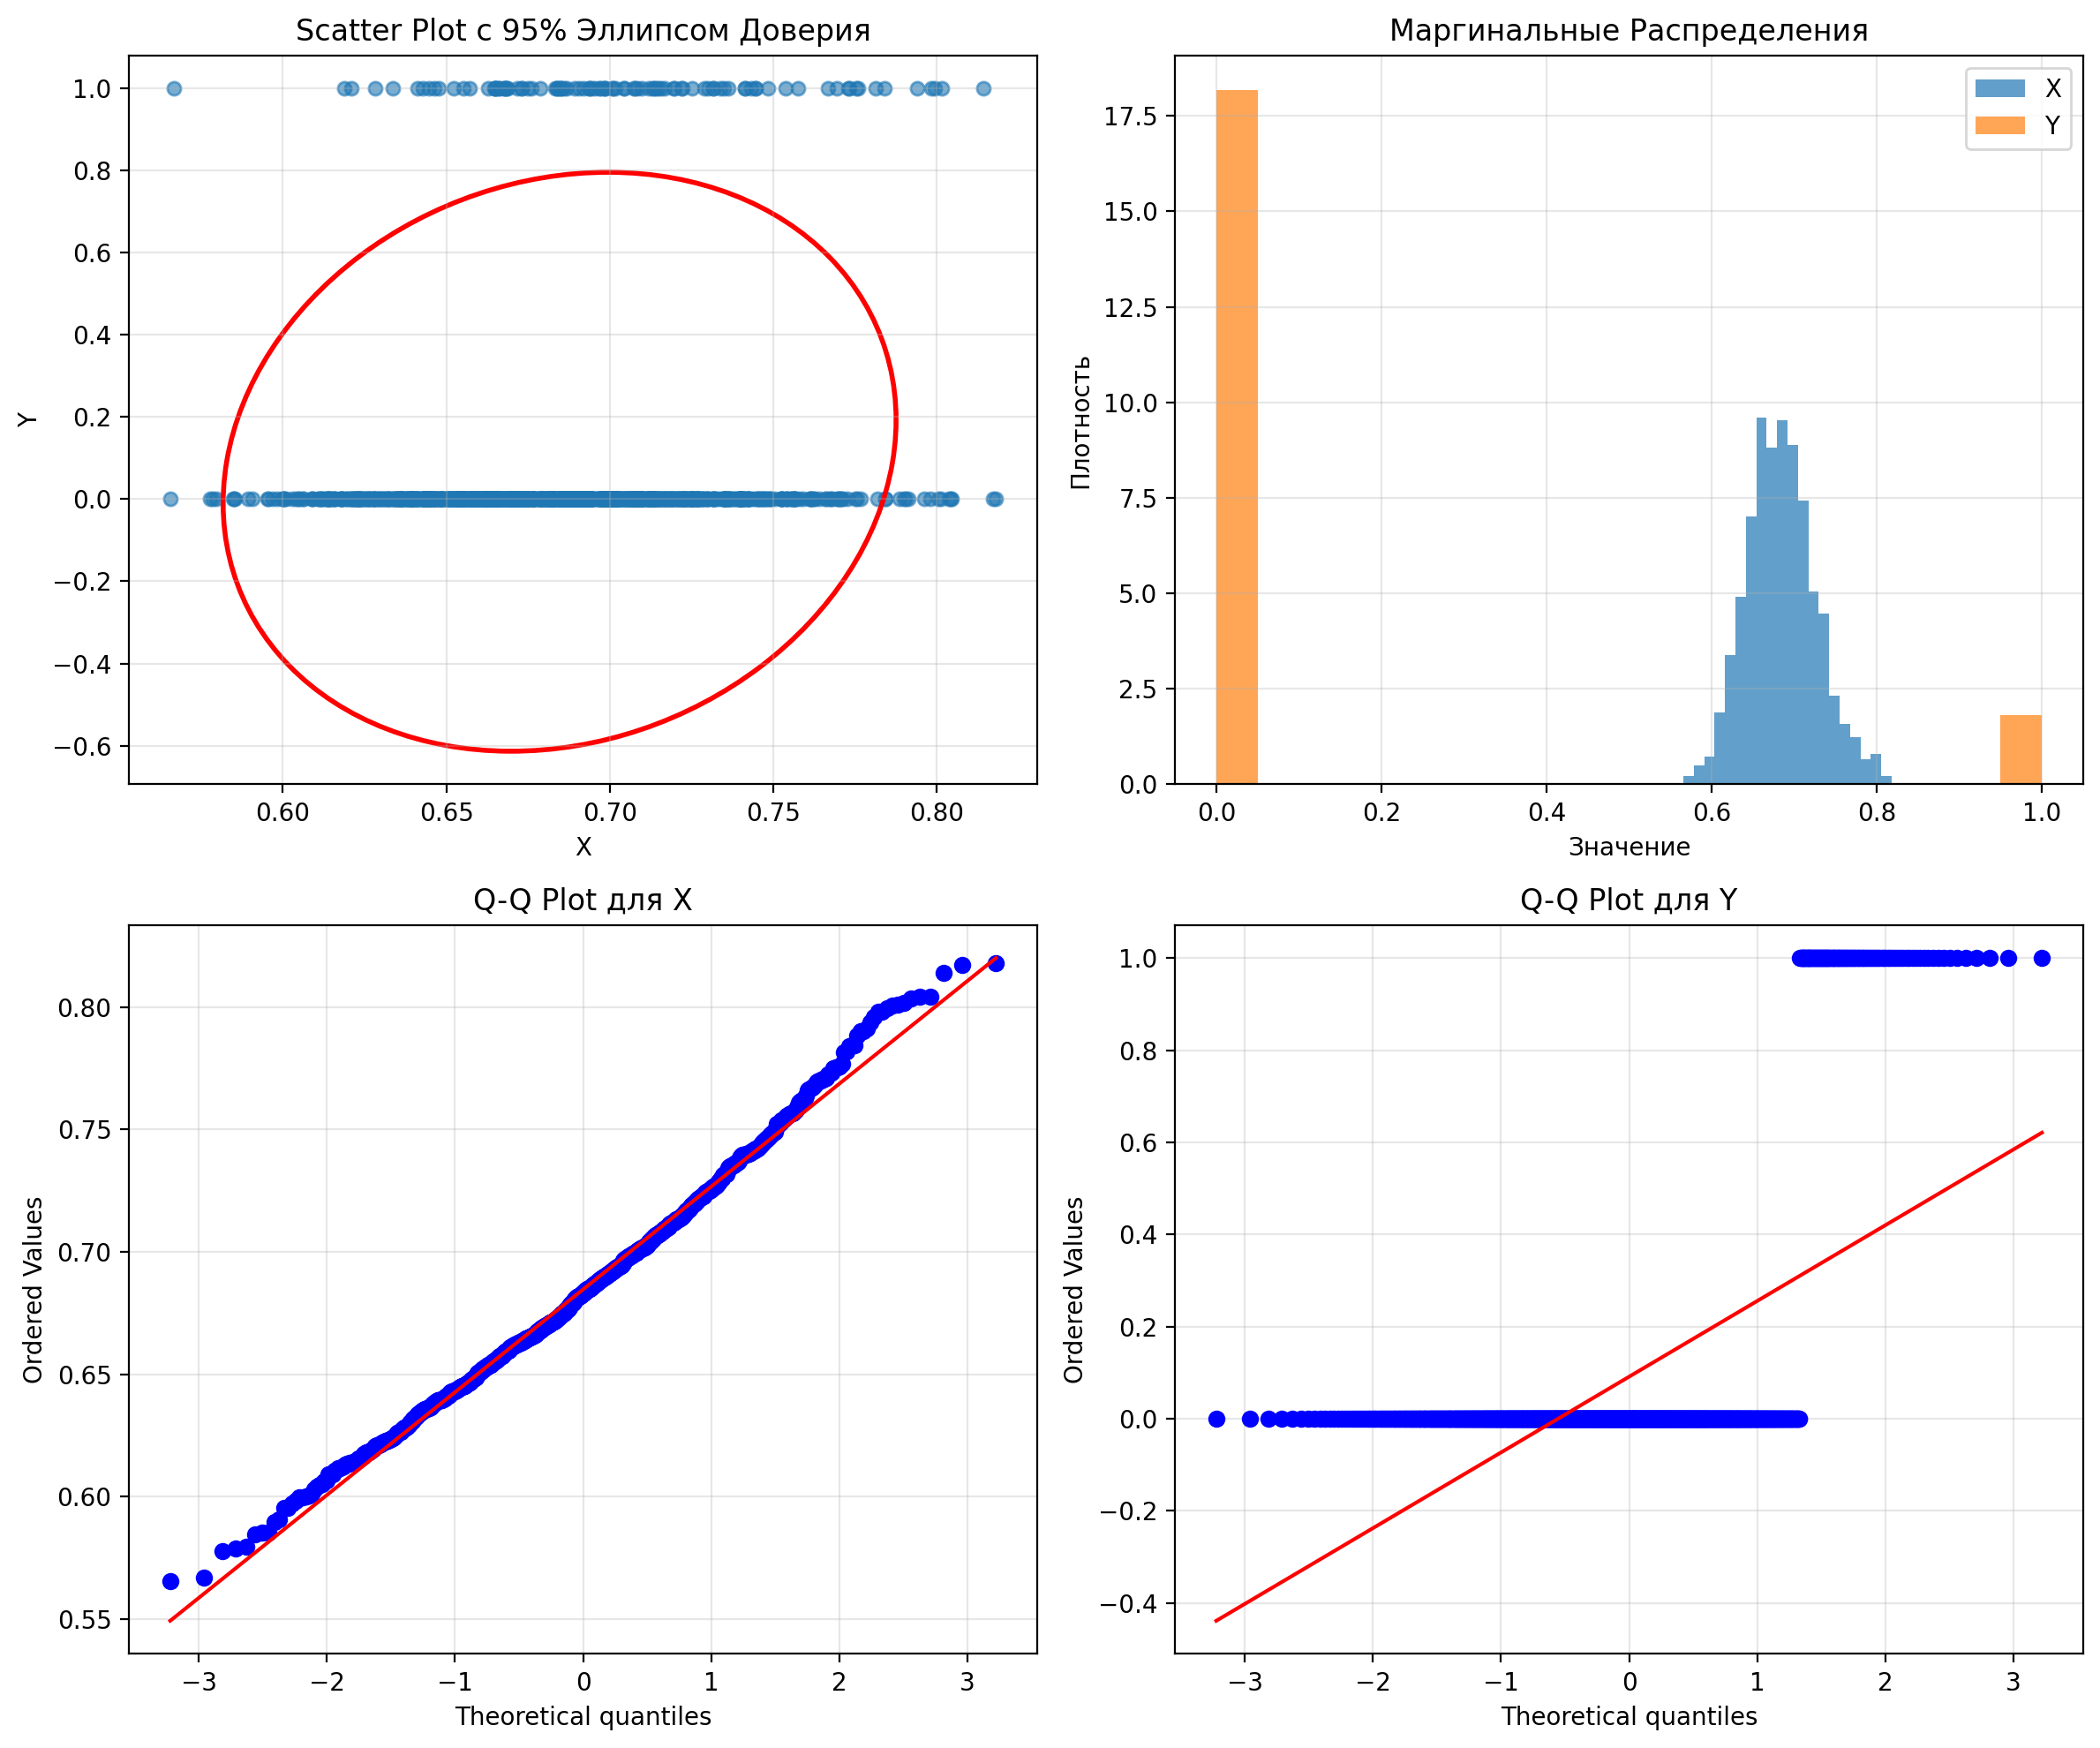 Scatter Plot с 95% Эллипсом Доверия
1.0
0.8
0.6
0.4
0.2
0.0
−0.2
−0.4
−0.6
Y
0.60 0.65 0.70 0.75 0.80
X
Маргинальные Распределения
X
Y
17.5
15.0
12.5
10.0
7.5
5.0
2.5
0.0
Плотность
0.0 0.2 0.4 0.6 0.8 1.0
Значение
Q-Q Plot для X
0.80
0.75
0.70
0.65
0.60
0.55
Ordered Values
−3 −2 −1 0 1 2 3
Theoretical quantiles
Q-Q Plot для Y
1.0
0.8
0.6
0.4
0.2
0.0
−0.2
−0.4
Ordered Values
−3 −2 −1 0 1 2 3
Theoretical quantiles